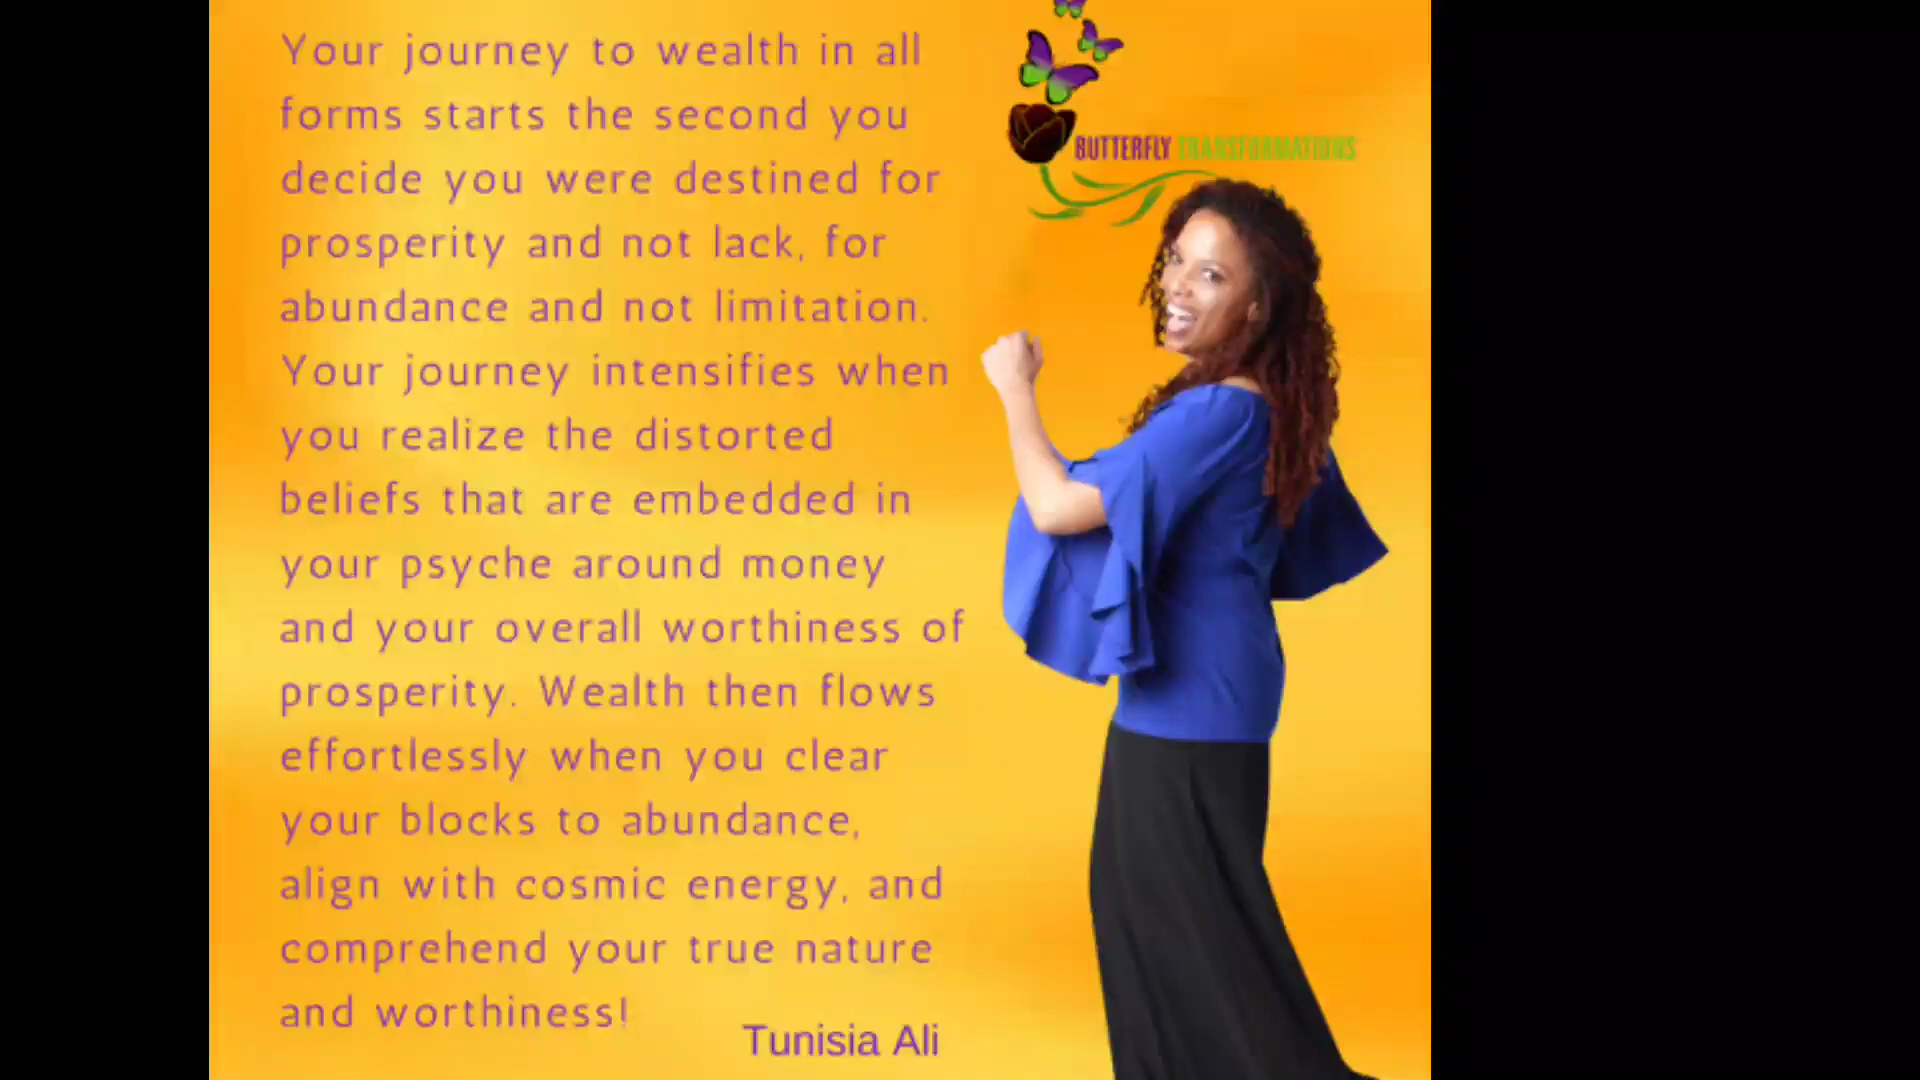 Your journey to wealth in all
forms starts the second you
decide you were destined for
prosperity and not lack, for
abundance and not limitation.
Your journey intensifies when
you realize the distorted
beliefs that are embedded in
your psyche around money
and your overall worthiness of
prosperity. Wealth then flows
effortlessly when you clear
your blocks to abundance,
align with cosmic energy, and
comprehend your true nature
and worthiness!
Tunisia Ali
BUTTERFLY TRANSFORMATIONS